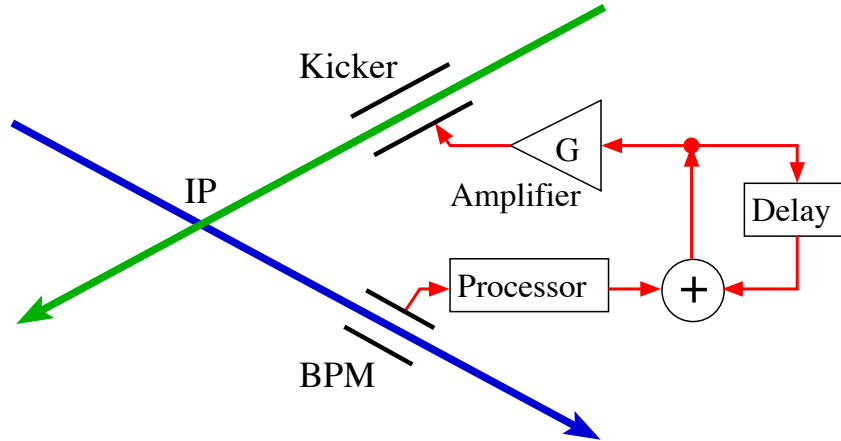 Kicker
G
IP
Amplifier
Delay
Processor
+
BPM